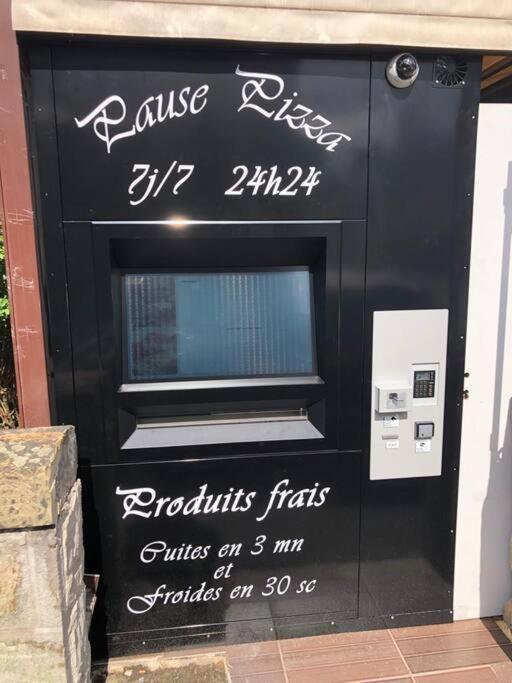 Pause Pizza
7j/7 24h24
Produits frais
Cuites en 3 mn
et
Froides en 30 sc